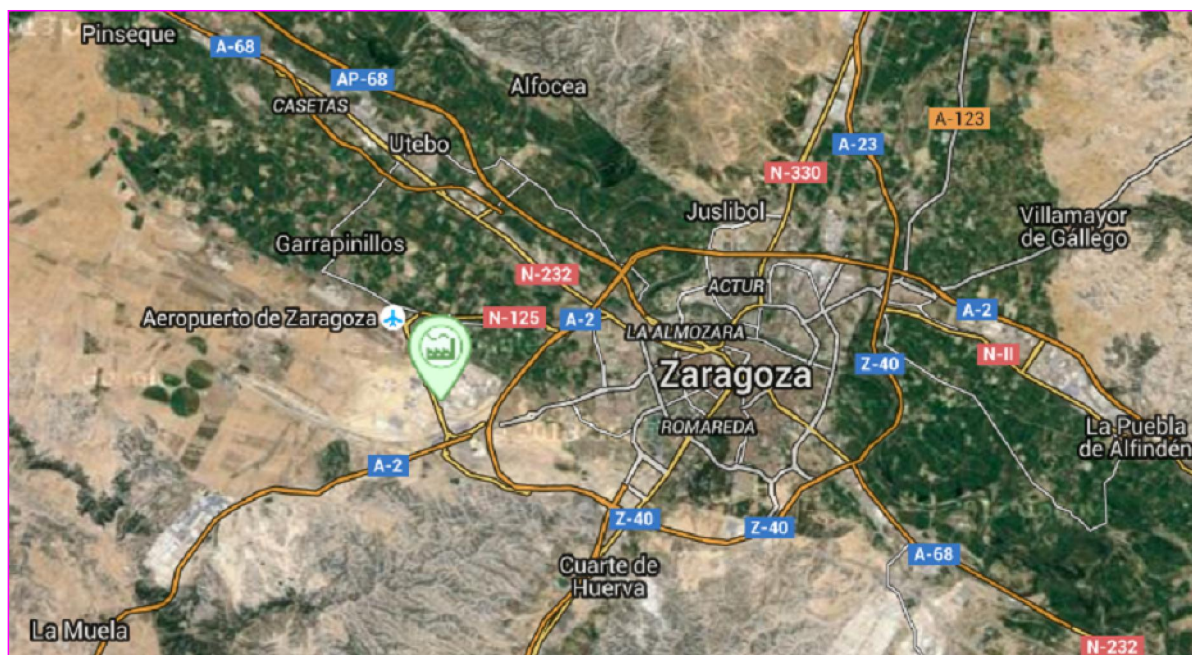 Pinseque
A-68
AP-68
Alfocea
CASETAS
A-123
Utebo
A-23
N-330
Juslibol
Villamayor
de Gállego
Garrapinillos
N-232
ACTUR
Aeropuerto de Zaragoza
N-125
A-2
LA ALMOZARA
A-2
N-II
Zaragoza
Z-40
ROMAREDA
La Puebla
de Alfindén
A-2
Z-40
Z-40
A-68
Cuarte de
Huerva
La Muela
N-232